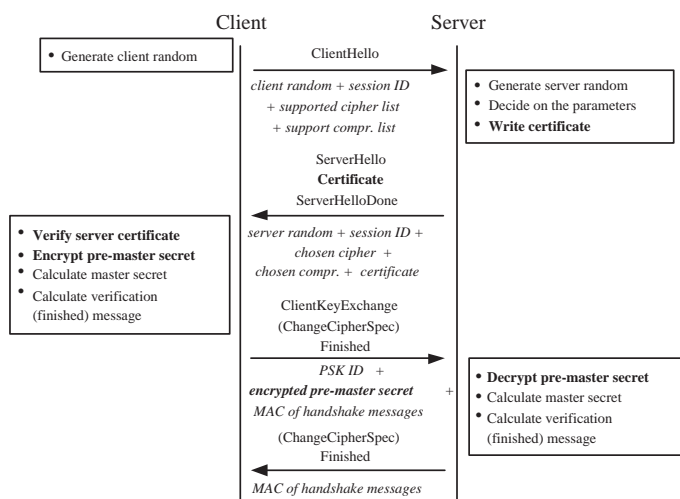 Client
Server
• Generate client random
ClientHello
client random + session ID
+ supported cipher list
+ support compr. list
• Generate server random
• Decide on the parameters
• Write certificate
ServerHello
Certificate
ServerHelloDone
server random + session ID +
chosen cipher +
chosen compr. + certificate
• Verify server certificate
• Encrypt pre-master secret
• Calculate master secret
• Calculate verification
(finished) message
ClientKeyExchange
(ChangeCipherSpec)
Finished
PSK ID +
encrypted pre-master secret +
MAC of handshake messages
• Decrypt pre-master secret
• Calculate master secret
• Calculate verification
(finished) message
(ChangeCipherSpec)
Finished
MAC of handshake messages